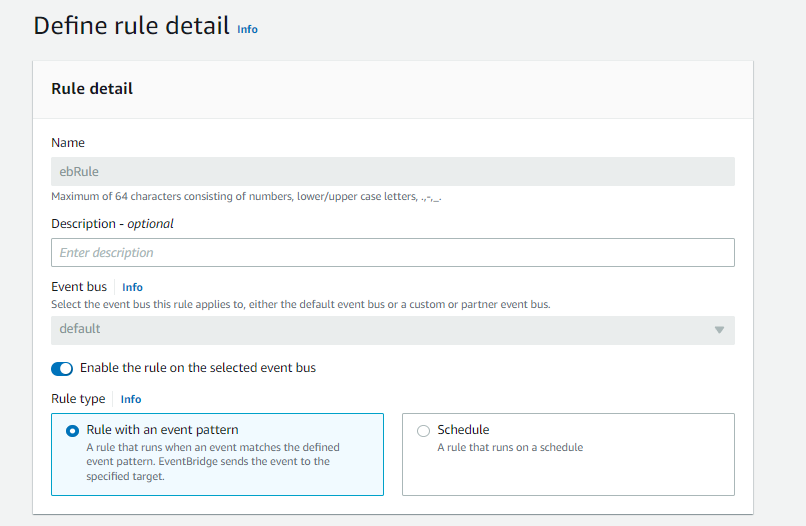 Define rule detail Info
Rule detail
Name
ebRule
Maximum of 64 characters consisting of numbers, lower/upper case letters, .,-,_.
Description - optional
Enter description
Event bus Info
Select the event bus this rule applies to, either the default event bus or a custom or partner event bus.
default
Enable the rule on the selected event bus
Rule type Info
Rule with an event pattern
A rule that runs when an event matches the defined
event pattern. EventBridge sends the event to the
specified target.
Schedule
A rule that runs on a schedule